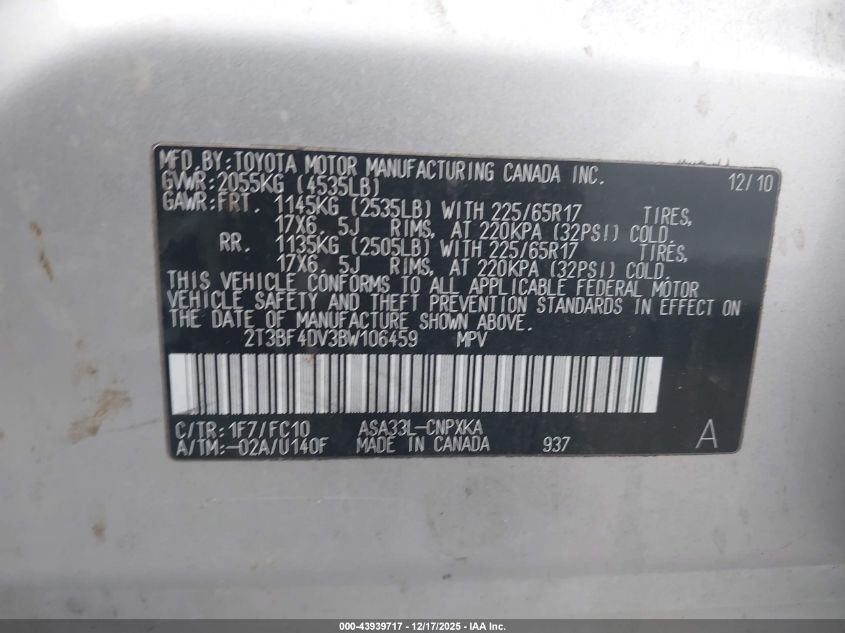 MFD. BY: TOYOTA MOTOR MANUFACTURING CANADA INC.
12/10
GVWR: 2055KG (4535LB)
GAWR: FRT. 1145KG (2535LB) WITH 225/65R17 TIRES,
17X6. 5J RIMS, AT 220KPA (32PSI) COLD.
RR. 1135KG (2505LB) WITH 225/65R17 TIRES,
17X6. 5J RIMS, AT 220KPA (32PSI) COLD.
THIS VEHICLE CONFORMS TO ALL APPLICABLE FEDERAL MOTOR
VEHICLE SAFETY AND THEFT PREVENTION STANDARDS IN EFFECT ON
THE DATE OF MANUFACTURE SHOWN ABOVE.
2T3BF4DV3BW106459 MPV
C/TR: 1F7/FC10 ASA33L-CNPXKA
A/TM:-02A/U140F MADE IN CANADA 937 A
000-43939717 - 12/17/2025 - IAA Inc.